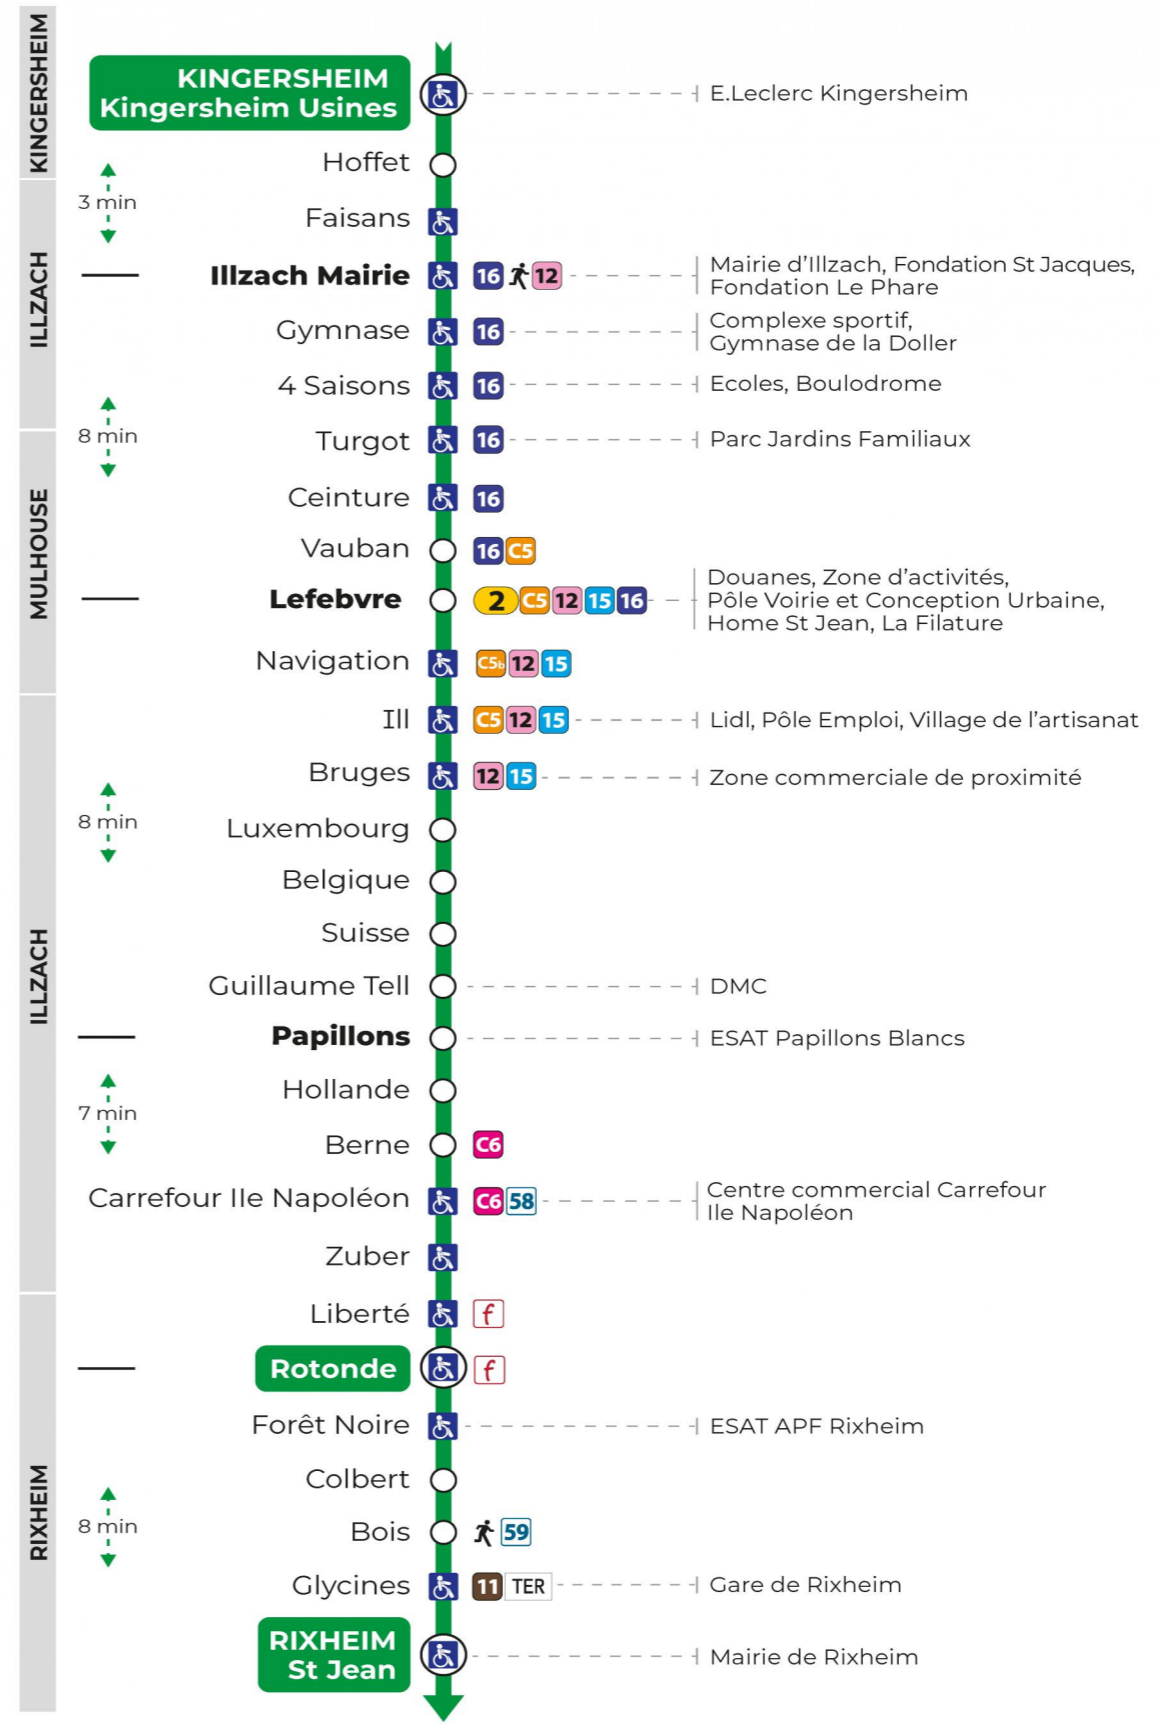 KINGERSHEIM
KINGERSHEIM
Kingersheim Usines
E.Leclerc Kingersheim
Hoffet
3 min
ILLZACH
Faisans
Illzach Mairie 16 12
Mairie d'Illzach, Fondation St Jacques,
Fondation Le Phare
Gymnase 16
Complexe sportif,
Gymnase de la Doller
4 Saisons 16 Ecoles, Boulodrome
8 min
MULHOUSE
Turgot 16 Parc Jardins Familiaux
Ceinture 16
Vauban 16 C5
Lefebvre 2 C5 12 15 16
Douanes, Zone d'activités,
Pôle Voirie et Conception Urbaine,
Home St Jean, La Filature
Navigation C5b 12 15
ILLZACH
Ill C5 12 15 Lidl, Pôle Emploi, Village de l'artisanat
Bruges 12 15 Zone commerciale de proximité
8 min
Luxembourg
Belgique
Suisse
Guillaume Tell DMC
Papillons ESAT Papillons Blancs
Hollande
7 min
Berne C6
Carrefour Ile Napoléon C6 58
Centre commercial Carrefour
Ile Napoléon
Zuber
RIXHEIM
Liberté f
Rotonde f
Forêt Noire ESAT APF Rixheim
Colbert
8 min
Bois 59
Glycines 11 TER Gare de Rixheim
RIXHEIM
St Jean
Mairie de Rixheim